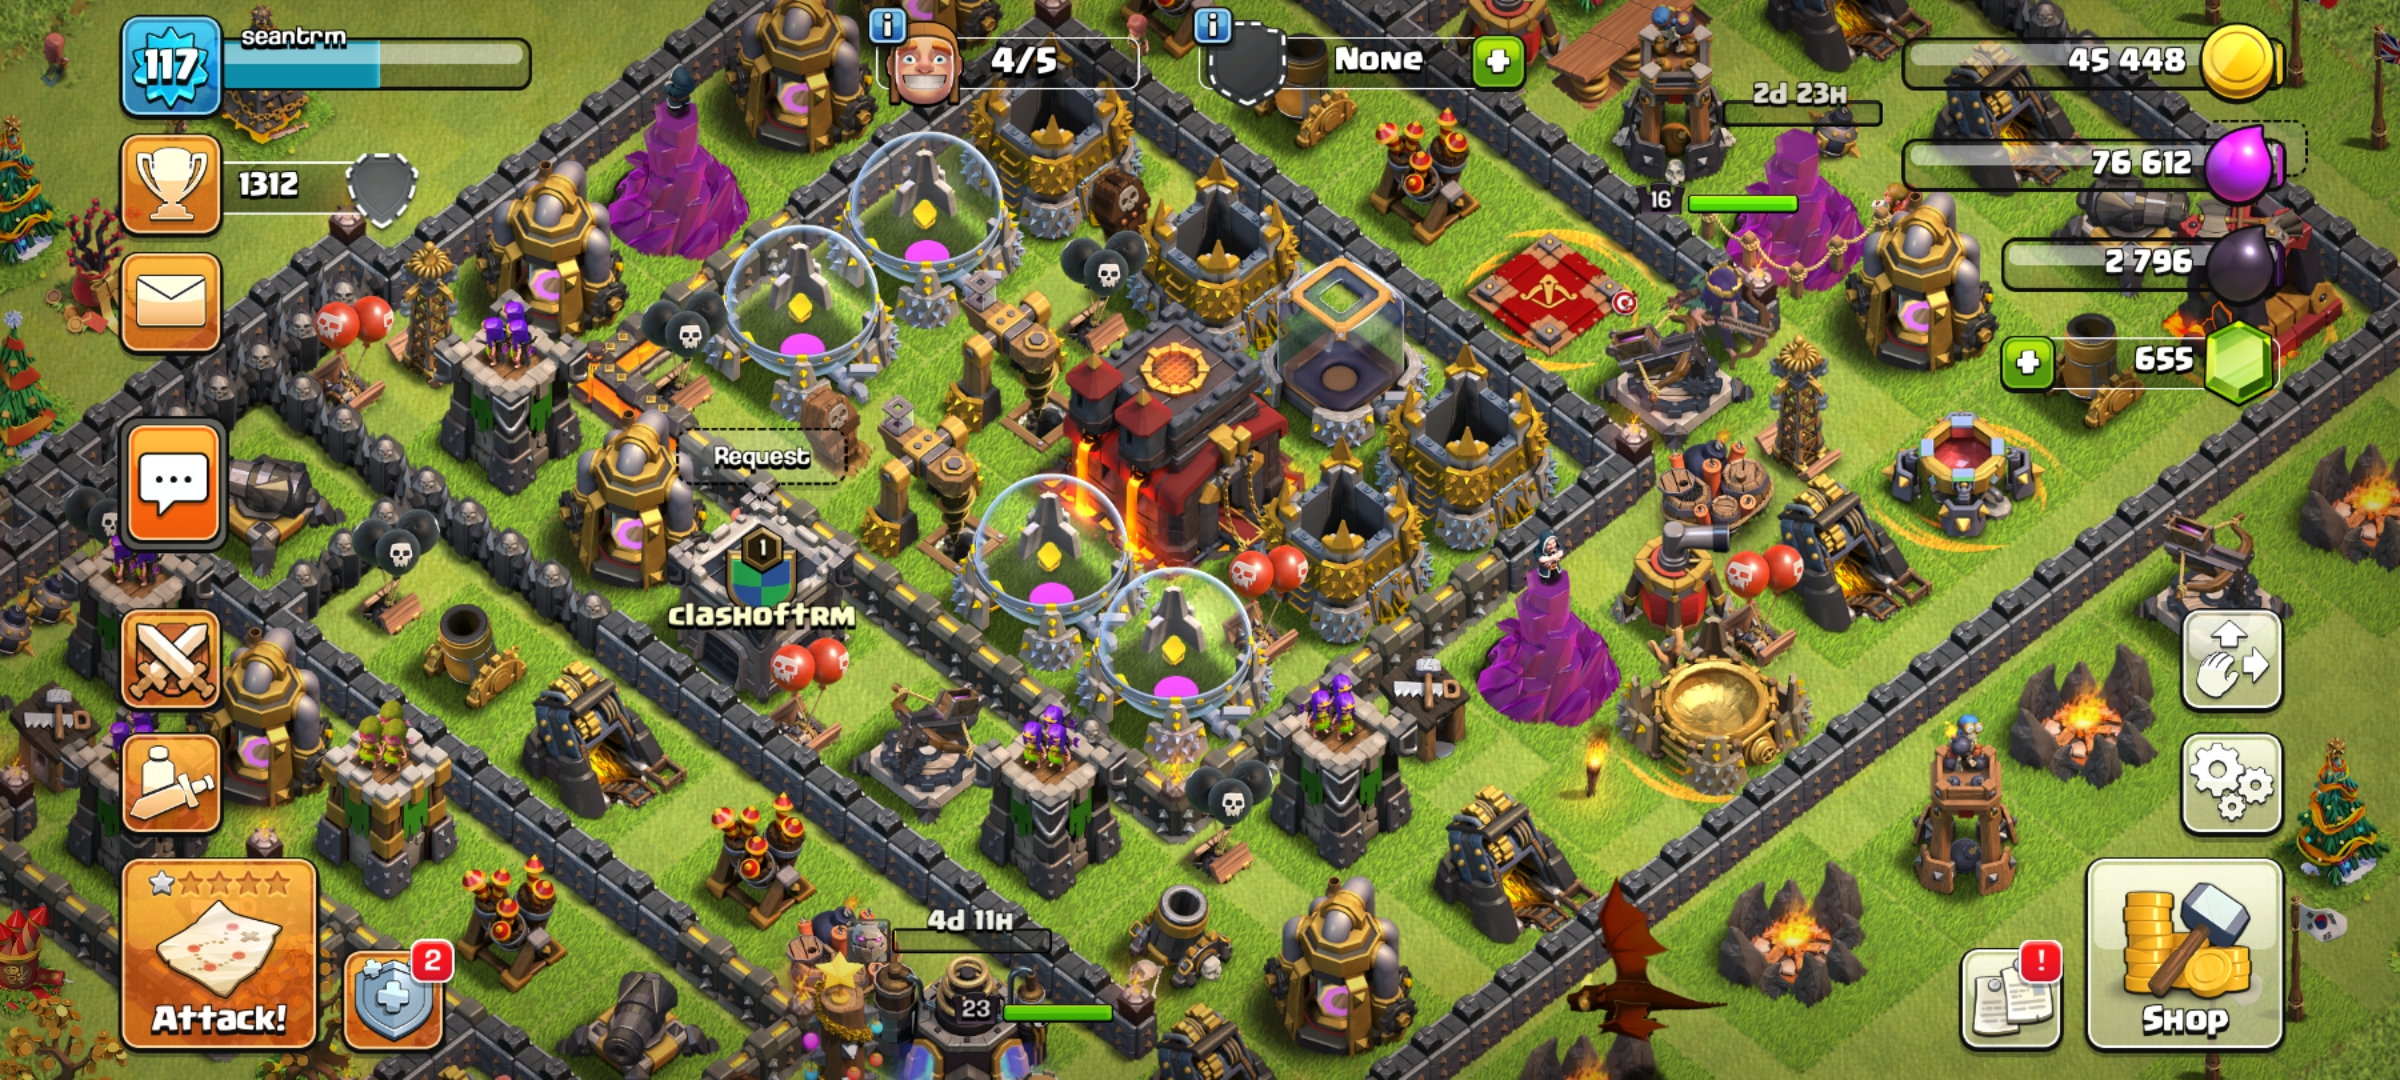 117
seantrm
4/5
None
45 448
2d 23H
1312
76 612
16
2 796
655
Request
1
clashoftRM
4d 11H
2
23
Attack!
Shop